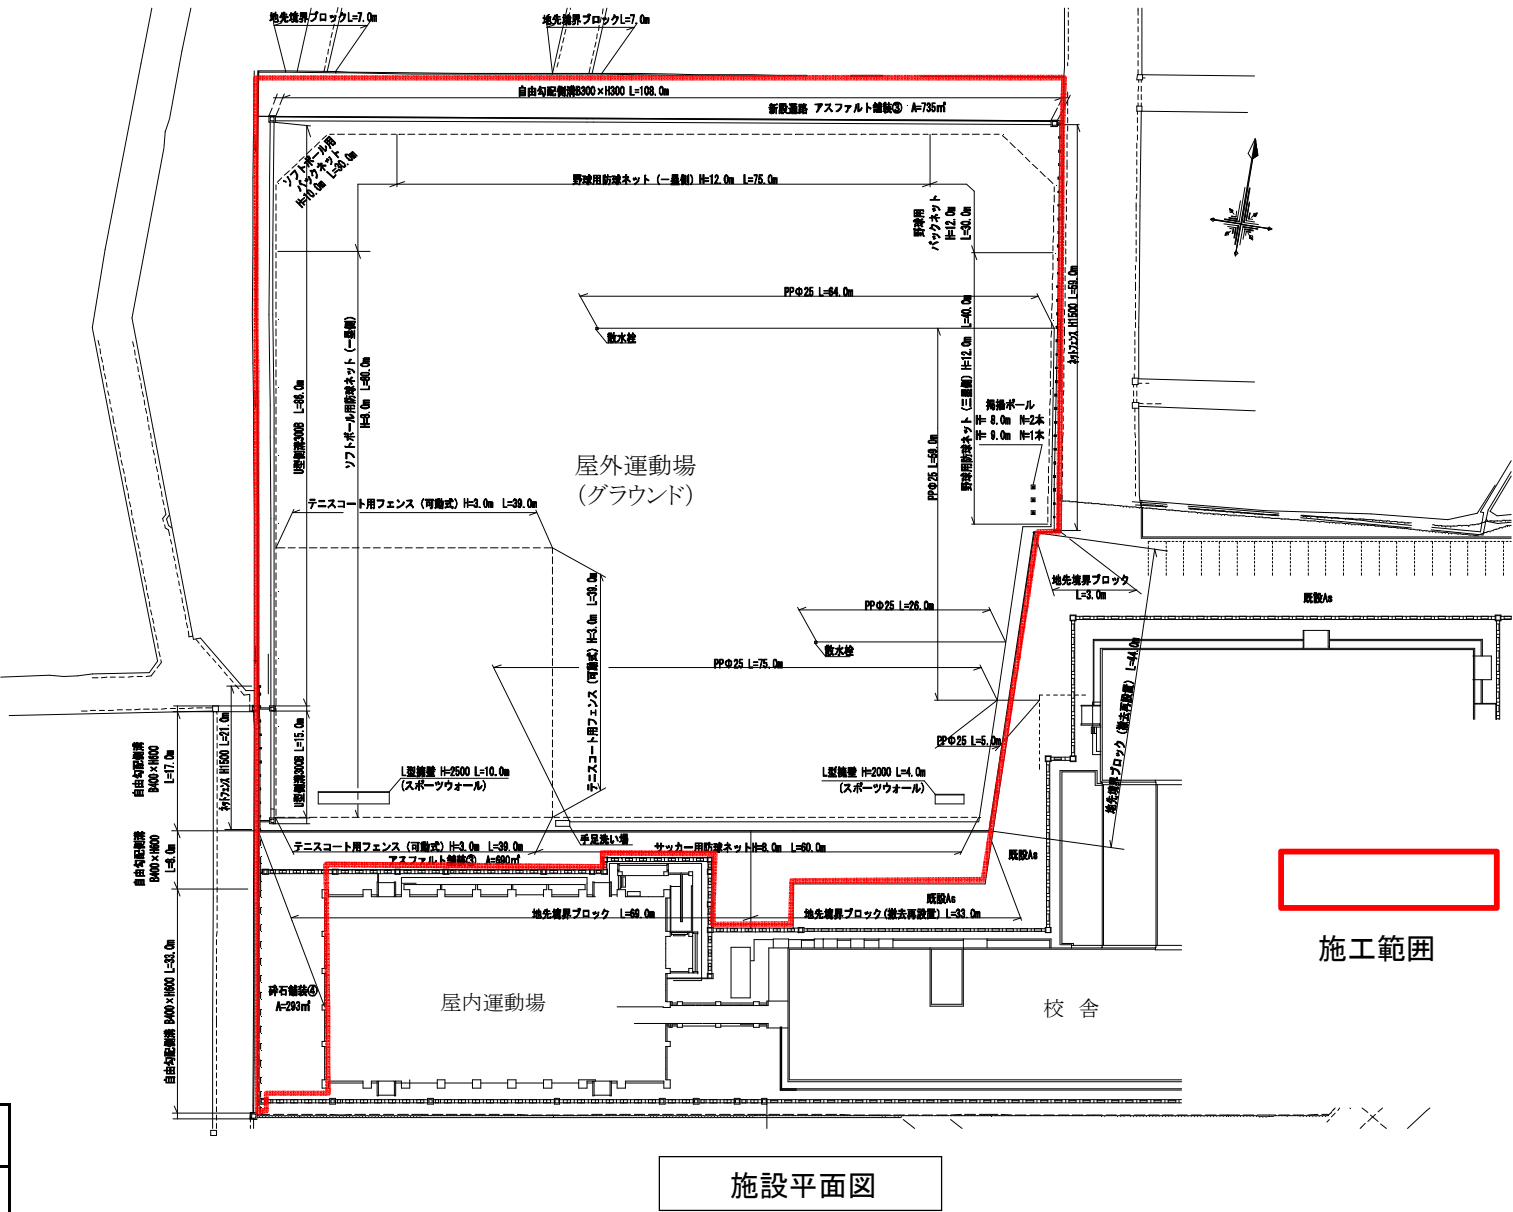 地先境界ブロックL=7.0m
地先境界ブロックL=7.0m
自由勾配側溝B300×H300 L=108.0m
新設通路 アスファルト舗装③ A=735㎡
ソフトボール用
バックネット
H=10.0m L=30.0m
野球用防球ネット (一塁側) H=12.0m L=75.0m
野球用
バックネット
H=12.0m
L=30.0m
PPΦ25 L=64.0m
散水栓
ネットフェンス H1500 L=59.0m
野球用防球ネット (三塁側) H=12.0m L=40.0m
ソフトボール用防球ネット (一塁側)
H=8.0m L=60.0m
U型側溝300B L=86.0m
掲揚ポール
H= 8.0m N=2本
H= 9.0m N=1本
PPΦ25 L=59.0m
屋外運動場
(グラウンド)
テニスコート用フェンス (可動式) H=3.0m L=39.0m
テニスコート用フェンス (可動式) H=3.0m L=39.0m
地先境界ブロック
L=3.0m
既設As
PPΦ25 L=26.0m
散水栓
PPΦ25 L=75.0m
地先境界ブロック (撤去再設置) L=44.0m
PPΦ25 L=5.0m
自由勾配側溝
B400×H600
L=17.0m
ネットフェンス H1500 L=21.0m
U型側溝300B L=15.0m
L型擁壁 H=2500 L=10.0m
(スポーツウォール)
L型擁壁 H=2000 L=4.0m
(スポーツウォール)
手足洗い場
自由勾配側溝
B400×H600
L=8.0m
テニスコート用フェンス (可動式) H=3.0m L=39.0m
サッカー用防球ネットH=8.0m L=60.0m
アスファルト舗装③ A=690㎡
既設As
既設As
地先境界ブロック L=69.0m
地先境界ブロック(撤去再設置) L=33.0m
施工範囲
自由勾配側溝 B400×H600 L=33.0m
砕石舗装④
A=293㎡
屋内運動場
校 舎
施設平面図